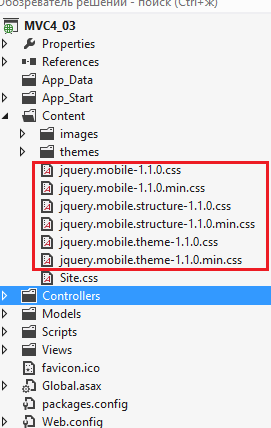 Обозреватель решений - поиск (Ctrl+ж)
MVC4_03
Properties
References
App_Data
App_Start
Content
images
themes
jquery.mobile-1.1.0.css
jquery.mobile-1.1.0.min.css
jquery.mobile.structure-1.1.0.css
jquery.mobile.structure-1.1.0.min.css
jquery.mobile.theme-1.1.0.css
jquery.mobile.theme-1.1.0.min.css
Site.css
Controllers
Models
Scripts
Views
favicon.ico
Global.asax
packages.config
Web.config